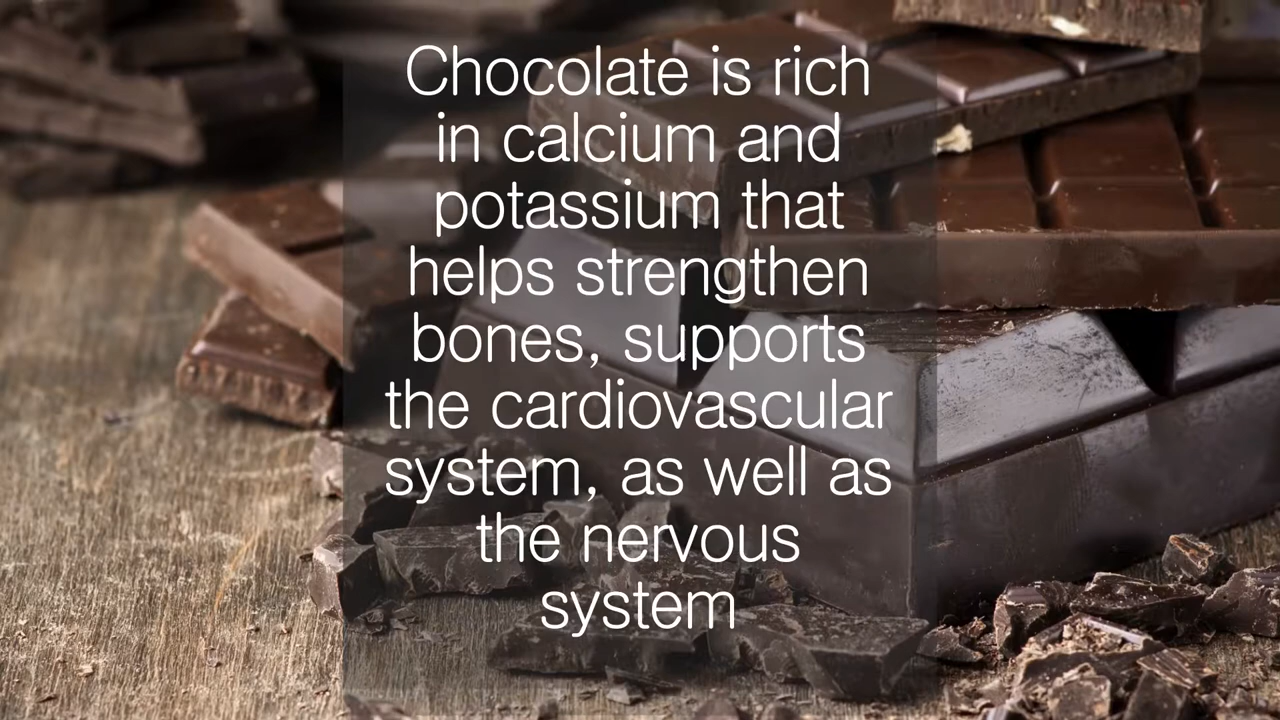 Chocolate is rich
in calcium and
potassium that
helps strengthen
bones, supports
the cardiovascular
system, as well as
the nervous
system